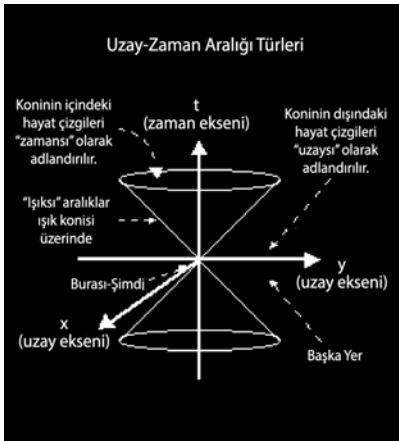 Uzay-Zaman Aralığı Türleri
Koninin içindeki
hayat çizgileri
"zamansı" olarak
adlandırılır.
t
(zaman ekseni)
Koninin dışındaki
hayat çizgileri
"uzaysı" olarak
adlandırılır.
"Işıksı" aralıklar
ışık konisi
üzerinde
Burası-Şimdi
y
(uzay ekseni)
x
(uzay ekseni)
Başka Yer